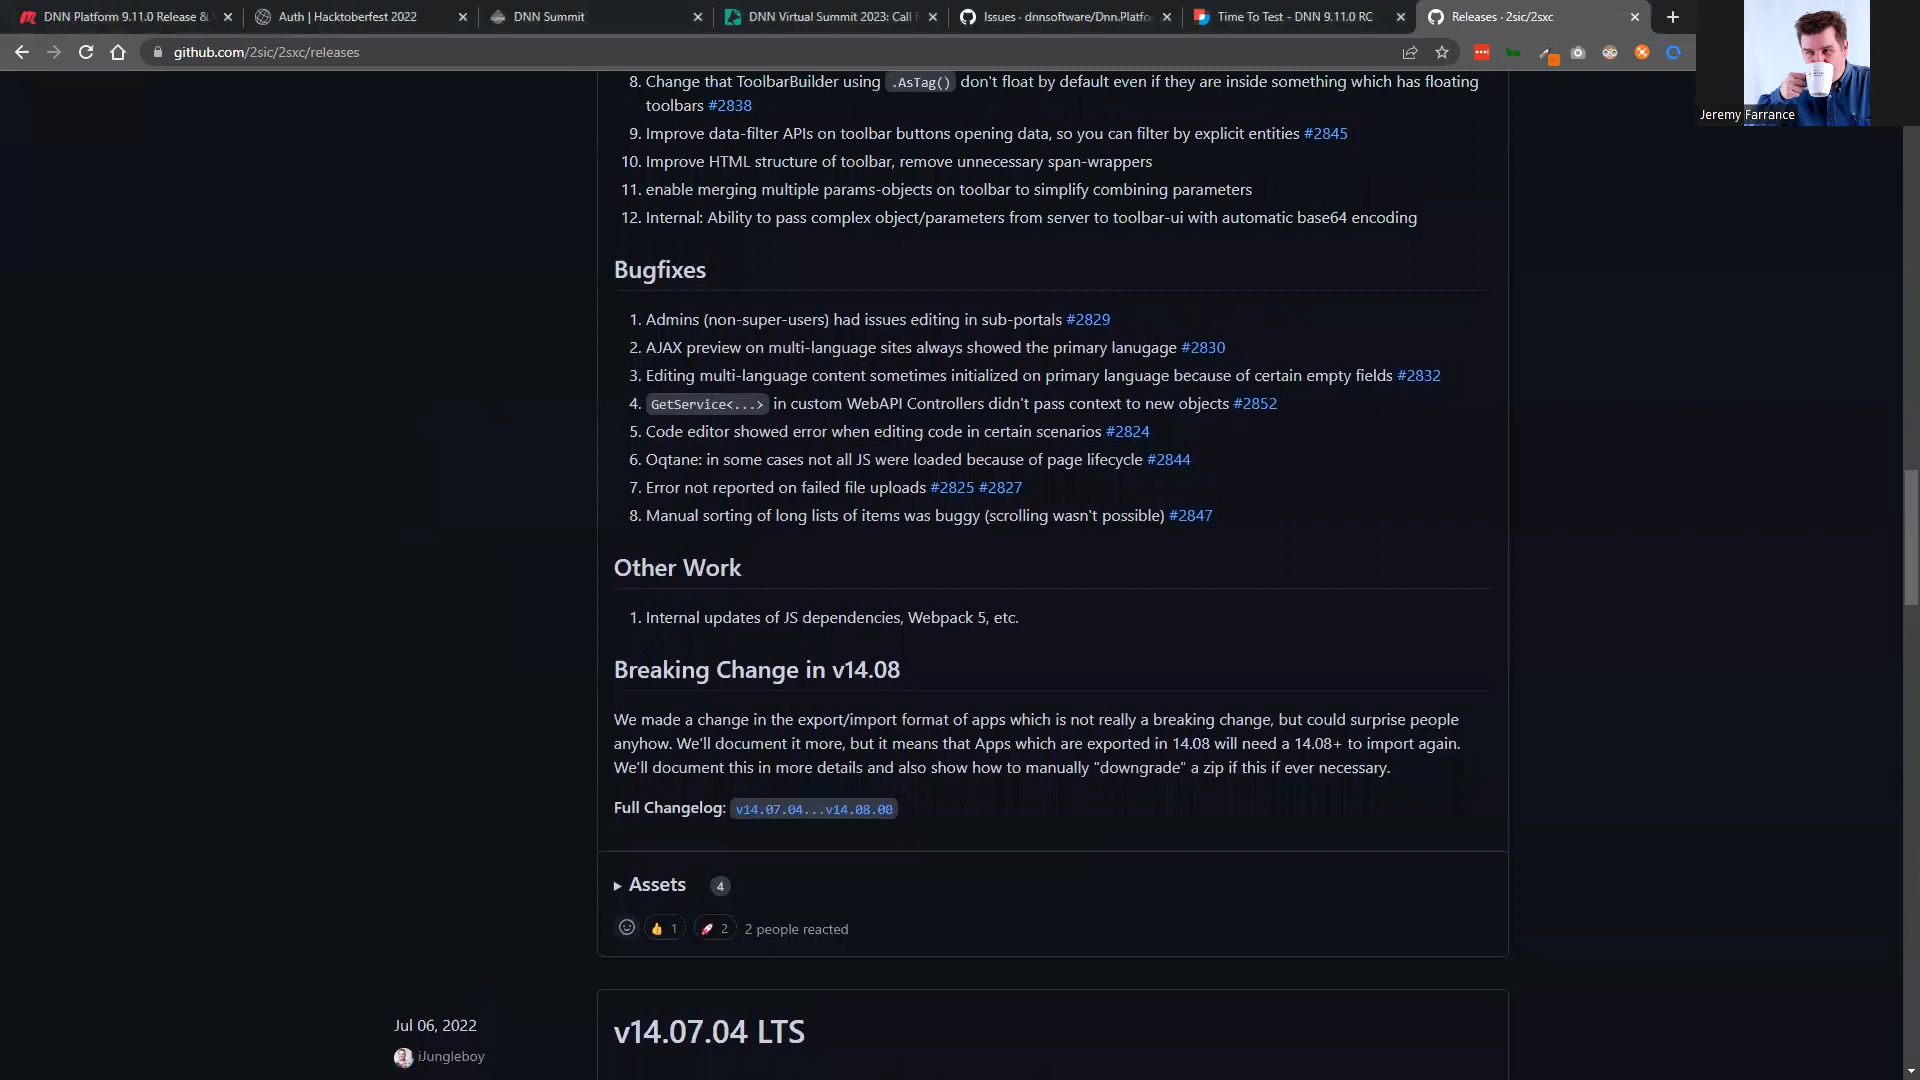 DNN Platform 9.11.0 Release &
Auth | Hacktoberfest 2022
DNN Summit
DNN Virtual Summit 2023: Call f
Issues · dnnsoftware/Dnn.Platfo
Time To Test - DNN 9.11.0 RC
Releases · 2sic/2sxc
github.com/2sic/2sxc/releases
Jeremy Farrance
8. Change that ToolbarBuilder using .AsTag() don't float by default even if they are inside something which has floating
toolbars #2838
9. Improve data-filter APIs on toolbar buttons opening data, so you can filter by explicit entities #2845
10. Improve HTML structure of toolbar, remove unnecessary span-wrappers
11. enable merging multiple params-objects on toolbar to simplify combining parameters
12. Internal: Ability to pass complex object/parameters from server to toolbar-ui with automatic base64 encoding
Bugfixes
1. Admins (non-super-users) had issues editing in sub-portals #2829
2. AJAX preview on multi-language sites always showed the primary lanugage #2830
3. Editing multi-language content sometimes initialized on primary language because of certain empty fields #2832
4. GetService<...> in custom WebAPI Controllers didn't pass context to new objects #2852
5. Code editor showed error when editing code in certain scenarios #2824
6. Oqtane: in some cases not all JS were loaded because of page lifecycle #2844
7. Error not reported on failed file uploads #2825 #2827
8. Manual sorting of long lists of items was buggy (scrolling wasn't possible) #2847
Other Work
1. Internal updates of JS dependencies, Webpack 5, etc.
Breaking Change in v14.08
We made a change in the export/import format of apps which is not really a breaking change, but could surprise people
anyhow. We'll document it more, but it means that Apps which are exported in 14.08 will need a 14.08+ to import again.
We'll document this in more details and also show how to manually "downgrade" a zip if this if ever necessary.
Full Changelog: v14.07.04...v14.08.00
Assets 4
👍 1 🚀 2 2 people reacted
Jul 06, 2022
iJungleboy
v14.07.04 LTS